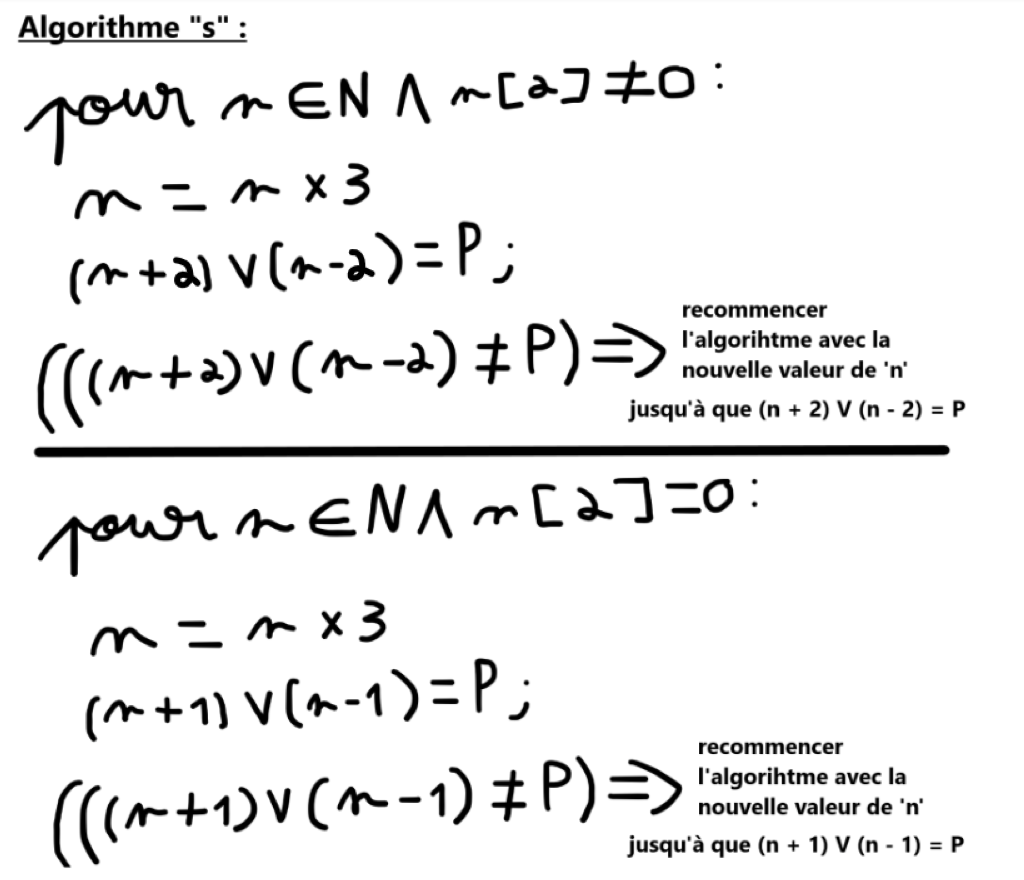 Algorithme "s" :
pour n ∈ N ∧ n[2] ≠ 0 :
n = n × 3
(n+2) V (n-2) = P ;
(((n+2) V (n-2) ≠ P) ⇒
recommencer
l'algorihtme avec la
nouvelle valeur de 'n'
jusqu'à que (n + 2) V (n - 2) = P
pour n ∈ N ∧ n[2] = 0 :
n = n × 3
(n+1) V (n-1) = P ;
(((n+1) V (n-1) ≠ P) ⇒
recommencer
l'algorihtme avec la
nouvelle valeur de 'n'
jusqu'à que (n + 1) V (n - 1) = P